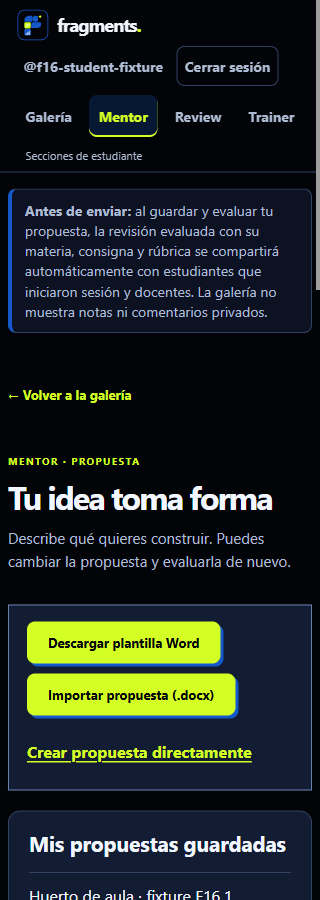 fragments.
@f16-student-fixture
Cerrar sesión
Galería
Mentor
Review
Trainer
Secciones de estudiante
Antes de enviar: al guardar y evaluar tu
propuesta, la revisión evaluada con su
materia, consigna y rúbrica se compartirá
automáticamente con estudiantes que
iniciaron sesión y docentes. La galería no
muestra notas ni comentarios privados.
← Volver a la galería
MENTOR · PROPUESTA
Tu idea toma forma
Describe qué quieres construir. Puedes
cambiar la propuesta y evaluarla de nuevo.
Descargar plantilla Word
Importar propuesta (.docx)
Crear propuesta directamente
Mis propuestas guardadas
Huerto de aula · fixture F16.1